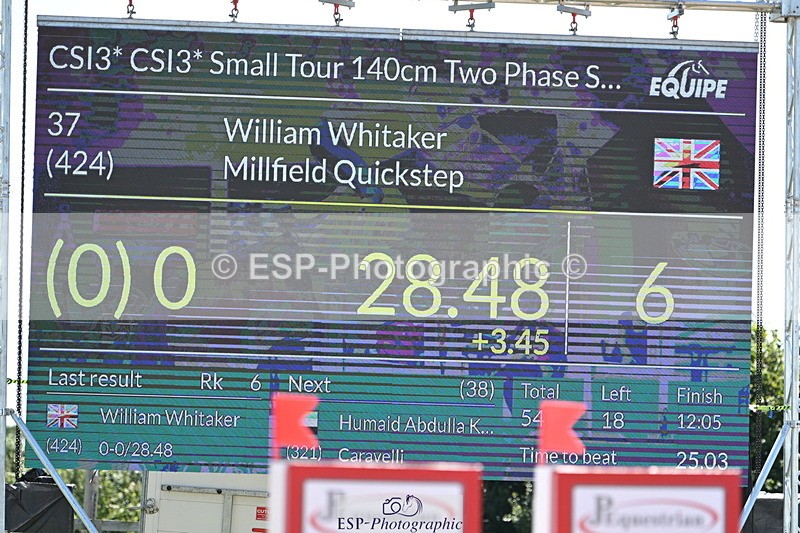 CSI3* CSI3* Small Tour 140cm Two Phase S...
EQUIPE
37 William Whitaker
(424) Millfield Quickstep
(0) 0 28.48 6
+3.45
© ESP-Photographic ©
Last result Rk 6 Next (38) Total Left Finish
William Whitaker Humaid Abdulla K... 54 18 12:05
(424) 0-0/28.48 (321) Caravelli Time to beat 25.03
ESP-Photographic
JP Equestrian